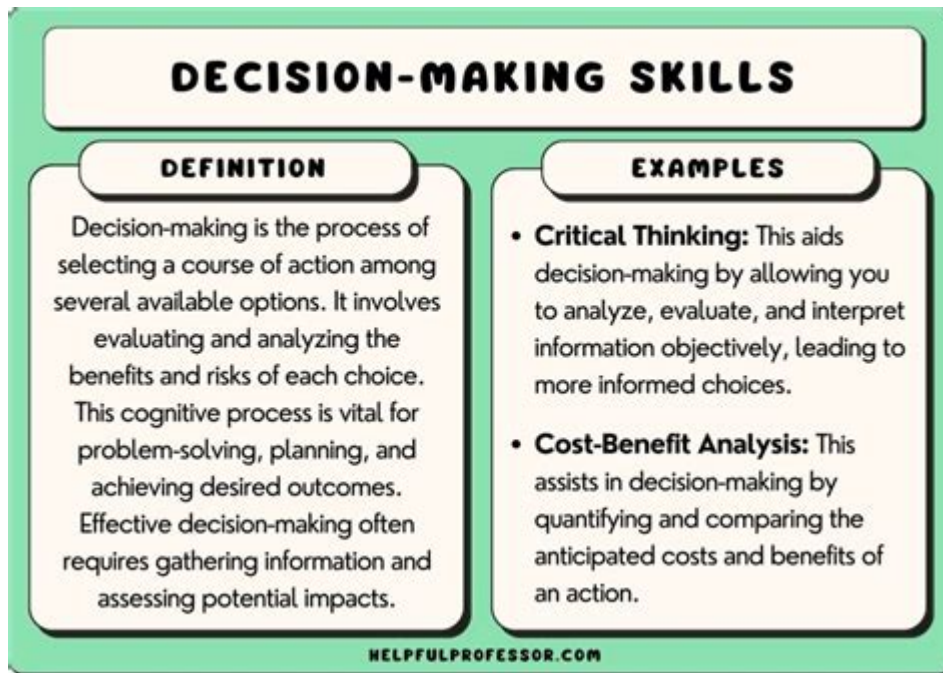 DECISION-MAKING SKILLS
DEFINITION
Decision-making is the process of
selecting a course of action among
several available options. It involves
evaluating and analyzing the
benefits and risks of each choice.
This cognitive process is vital for
problem-solving, planning, and
achieving desired outcomes.
Effective decision-making often
requires gathering information and
assessing potential impacts.
EXAMPLES
• Critical Thinking: This aids
decision-making by allowing you
to analyze, evaluate, and interpret
information objectively, leading to
more informed choices.
• Cost-Benefit Analysis: This
assists in decision-making by
quantifying and comparing the
anticipated costs and benefits of
an action.
HELPFULPROFESSOR.COM